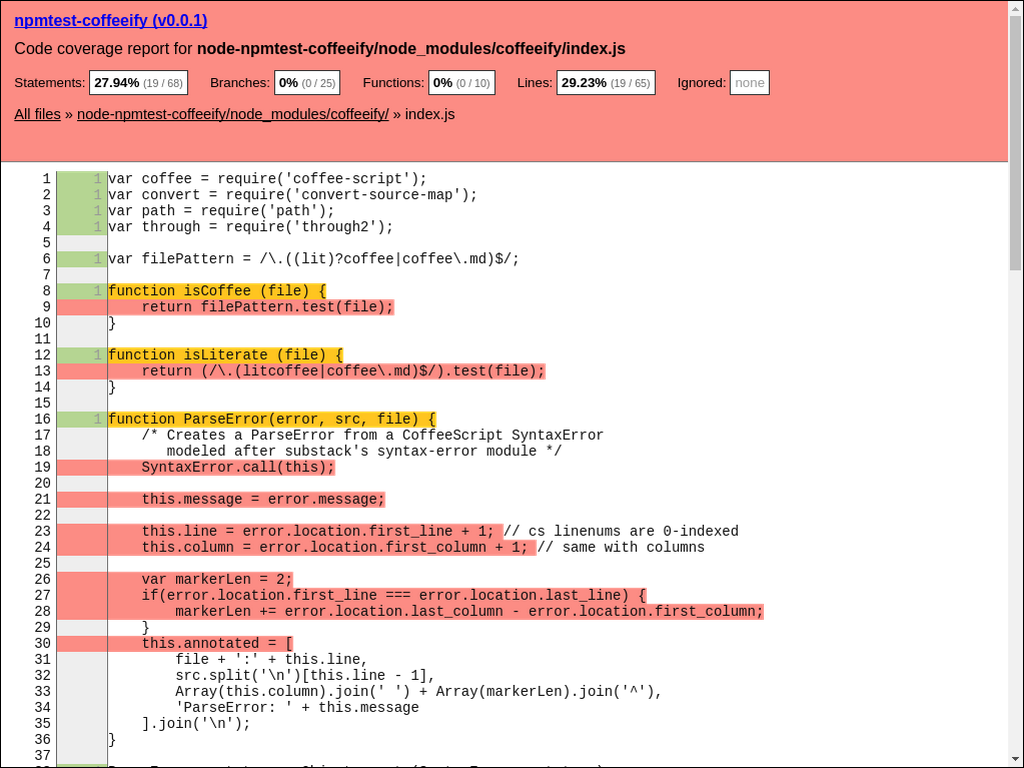 npmtest-coffeeify (v0.0.1)
Code coverage report for node-npmtest-coffeeify/node_modules/coffeeify/index.js
Statements: 27.94% (19 / 68) Branches: 0% (0 / 25) Functions: 0% (0 / 10) Lines: 29.23% (19 / 65) Ignored: none
All files » node-npmtest-coffeeify/node_modules/coffeeify/ » index.js
1 1 var coffee = require('coffee-script');
2 1 var convert = require('convert-source-map');
3 1 var path = require('path');
4 1 var through = require('through2');
5
6 1 var filePattern = /\.((lit)?coffee|coffee\.md)$/;
7
8 1 function isCoffee (file) {
9     return filePattern.test(file);
10 }
11
12 1 function isLiterate (file) {
13     return (/\.(litcoffee|coffee\.md)$/).test(file);
14 }
15
16 1 function ParseError(error, src, file) {
17     /* Creates a ParseError from a CoffeeScript SyntaxError
18        modeled after substack's syntax-error module */
19     SyntaxError.call(this);
20
21     this.message = error.message;
22
23     this.line = error.location.first_line + 1; // cs linenums are 0-indexed
24     this.column = error.location.first_column + 1; // same with columns
25
26     var markerLen = 2;
27     if(error.location.first_line === error.location.last_line) {
28         markerLen += error.location.last_column - error.location.first_column;
29     }
30     this.annotated = [
31         file + ':' + this.line,
32         src.split('\n')[this.line - 1],
33         Array(this.column).join(' ') + Array(markerLen).join('^'),
34         'ParseError: ' + this.message
35     ].join('\n');
36 }
37